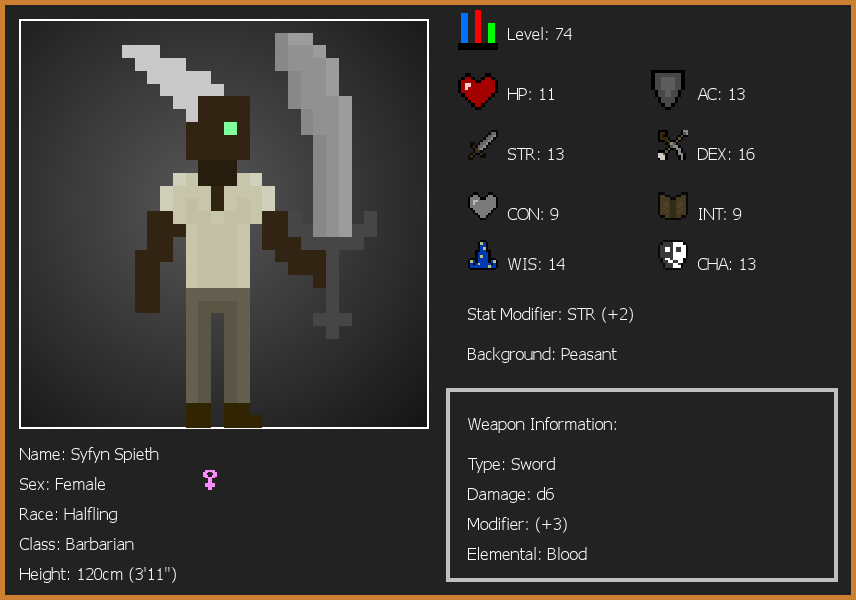 Level: 74
HP: 11
AC: 13
STR: 13
DEX: 16
CON: 9
INT: 9
WIS: 14
CHA: 13
Stat Modifier: STR (+2)
Background: Peasant
Weapon Information:
Type: Sword
Damage: d6
Modifier: (+3)
Elemental: Blood
Name: Syfyn Spieth
Sex: Female
Race: Halfling
Class: Barbarian
Height: 120cm (3'11")